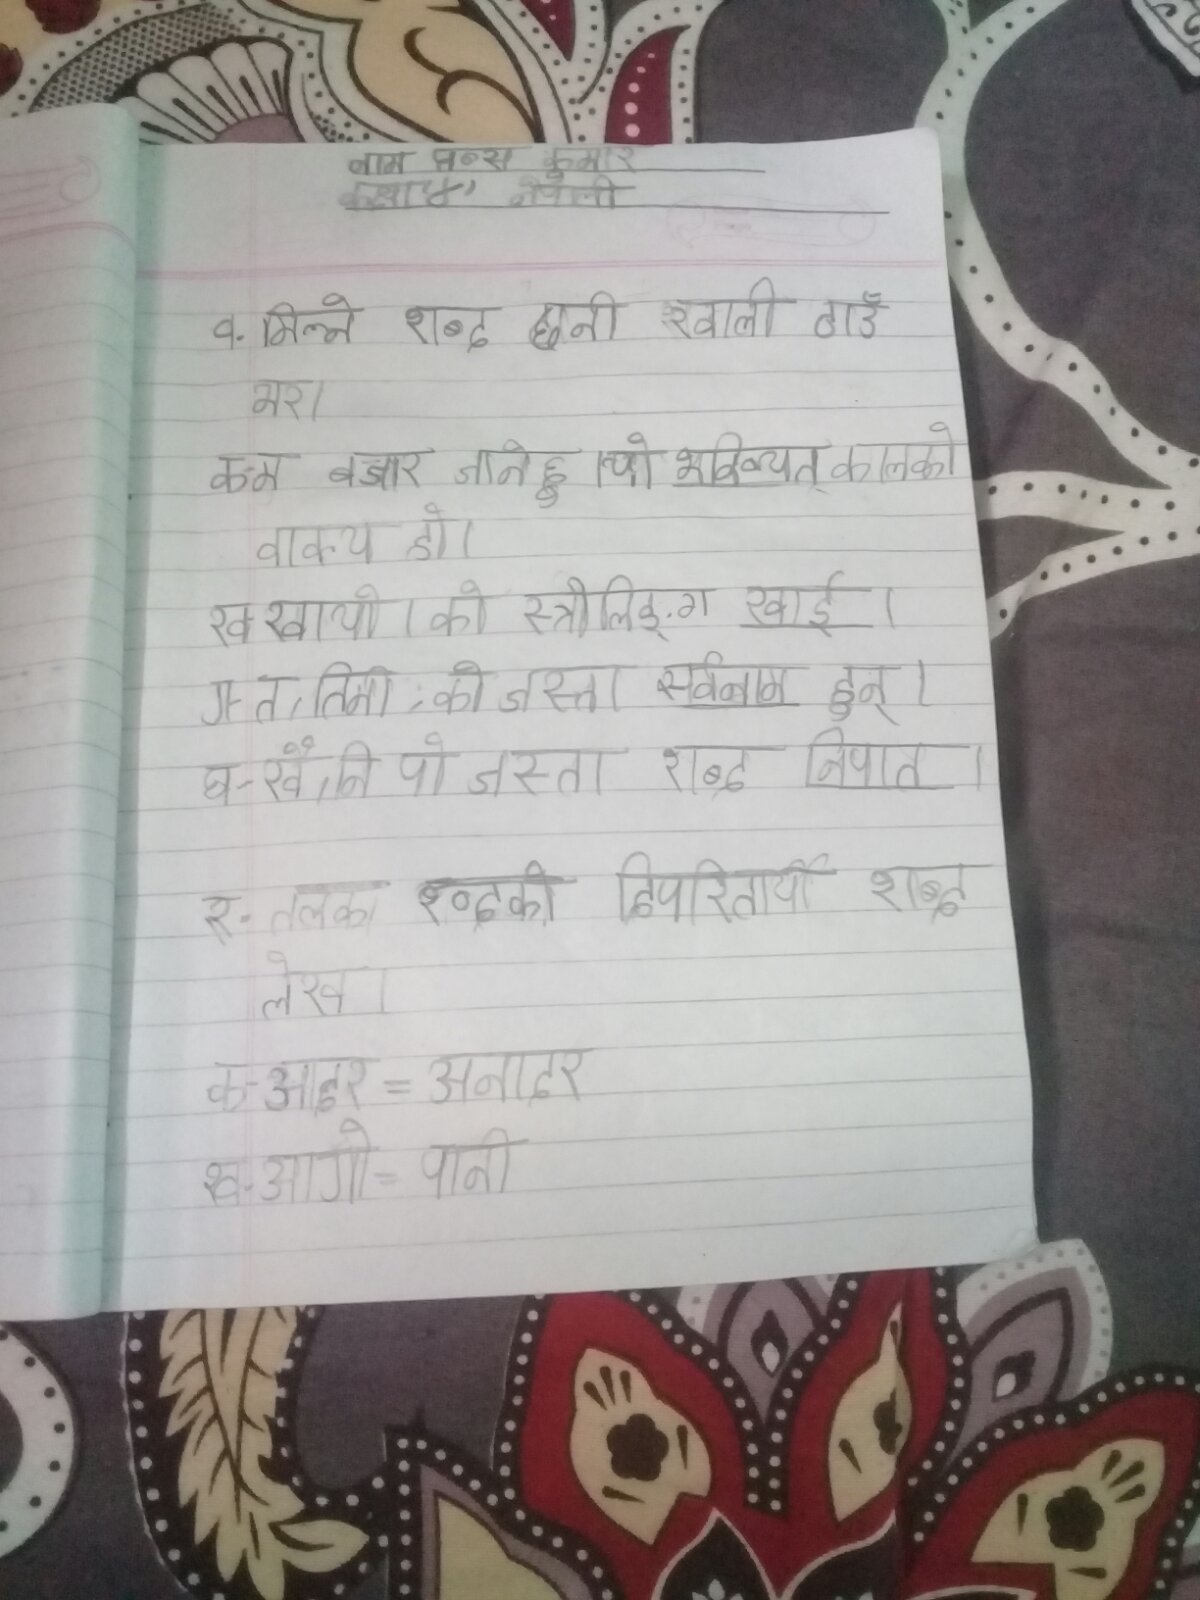 नाम प्रन्स कुमार
कक्षा ५' नेपाली
१. मिल्ने शब्द छानी खाली ठाउँ
भर।
क-म बजार जानेछु ।यो भविष्यत् कालको
वाक्य हो।
ख-खायो । को स्त्रीलिङ्ग खाई ।
ग-त, तिमी, को जस्ता सर्वनाम हुन् ।
घ-खै, नि पो जस्ता शब्द निपात ।
२. तलका शब्दको विपरितार्थी शब्द
लेख ।
क-आदर = अनादर
ख-आगो = पानी